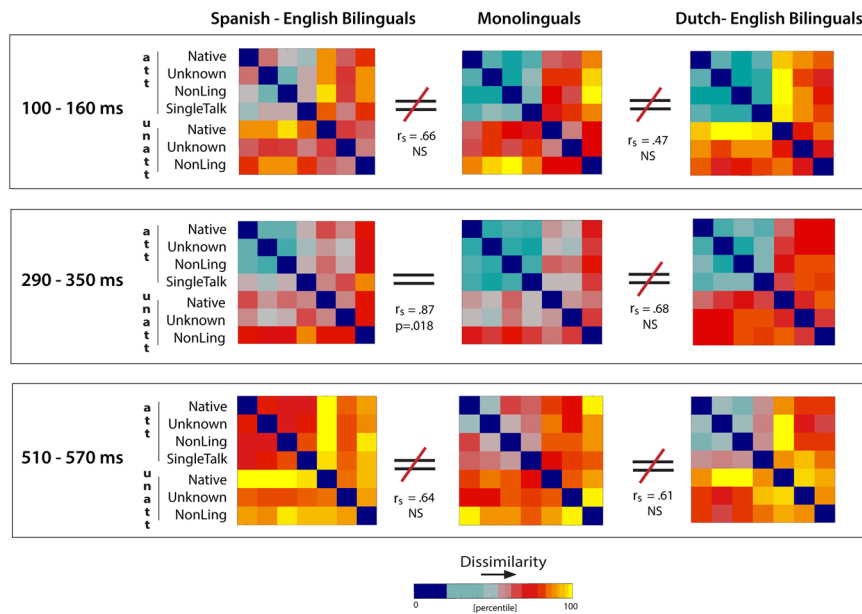 Spanish - English Bilinguals Monolinguals Dutch- English Bilinguals
100 - 160 ms
att
Native
Unknown
NonLing
SingleTalk
unatt
Native
Unknown
NonLing
rs = .66
NS
rs = .47
NS
290 - 350 ms
att
Native
Unknown
NonLing
SingleTalk
unatt
Native
Unknown
NonLing
rs = .87
p=.018
rs = .68
NS
510 - 570 ms
att
Native
Unknown
NonLing
SingleTalk
unatt
Native
Unknown
NonLing
rs = .64
NS
rs = .61
NS
Dissimilarity
0 [percentile] 100